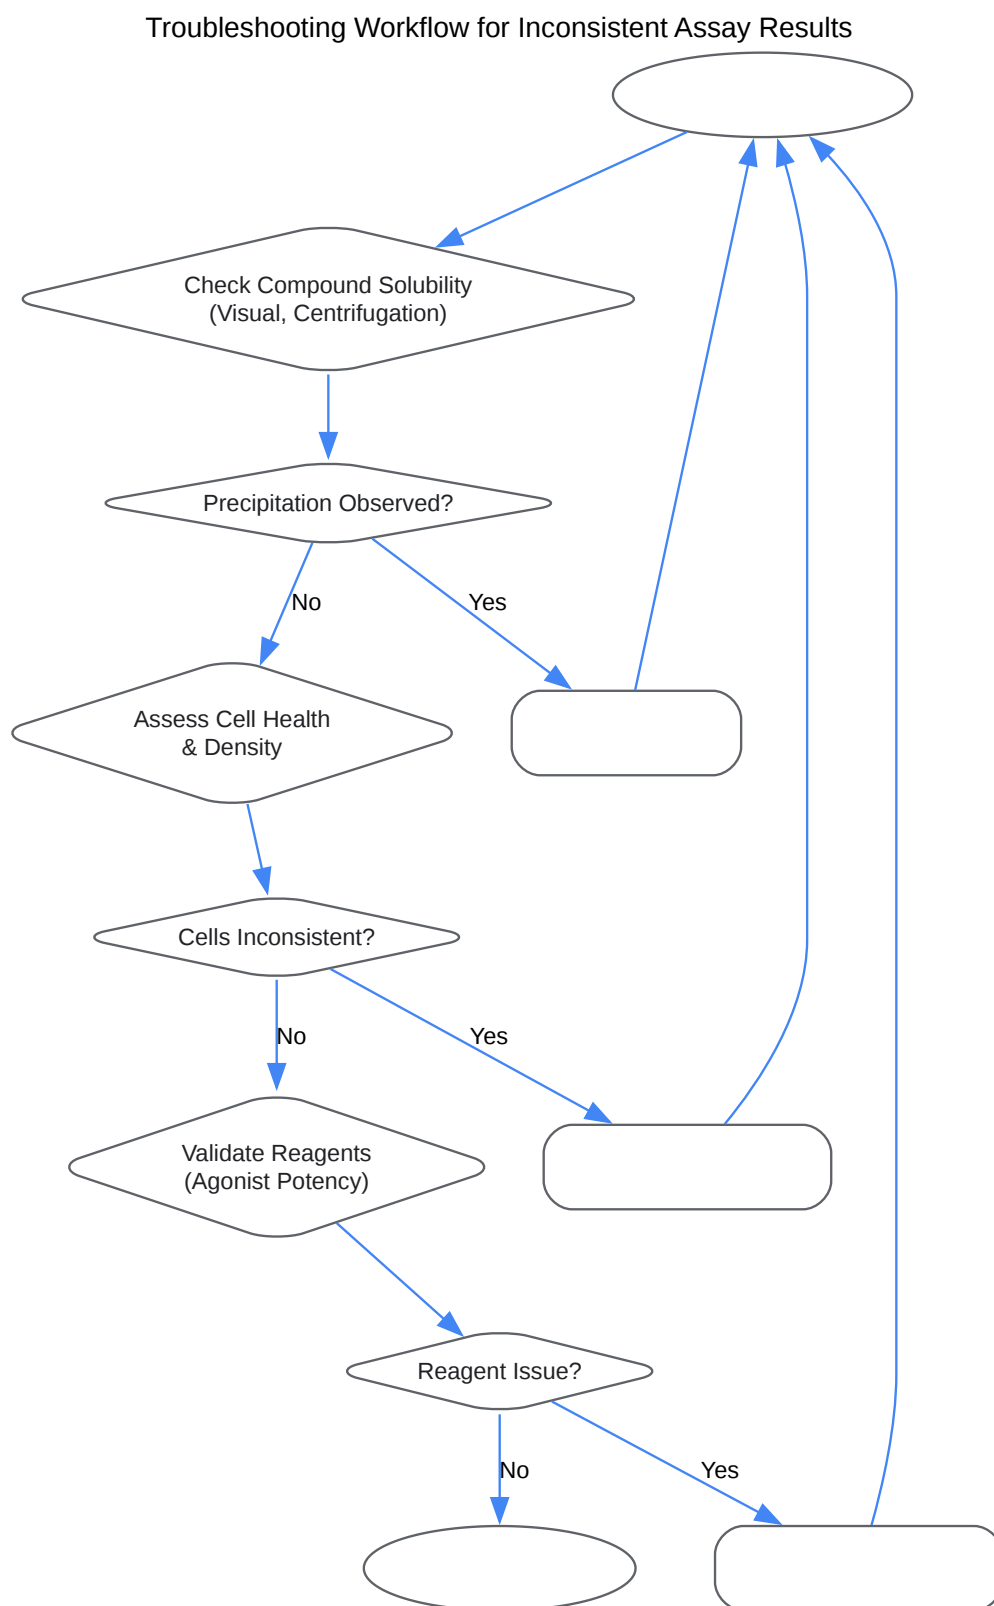 Troubleshooting Workflow for Inconsistent Assay Results
Check Compound Solubility
(Visual, Centrifugation)
Precipitation Observed?
No
Yes
Assess Cell Health
& Density
Cells Inconsistent?
No
Yes
Validate Reagents
(Agonist Potency)
Reagent Issue?
No
Yes